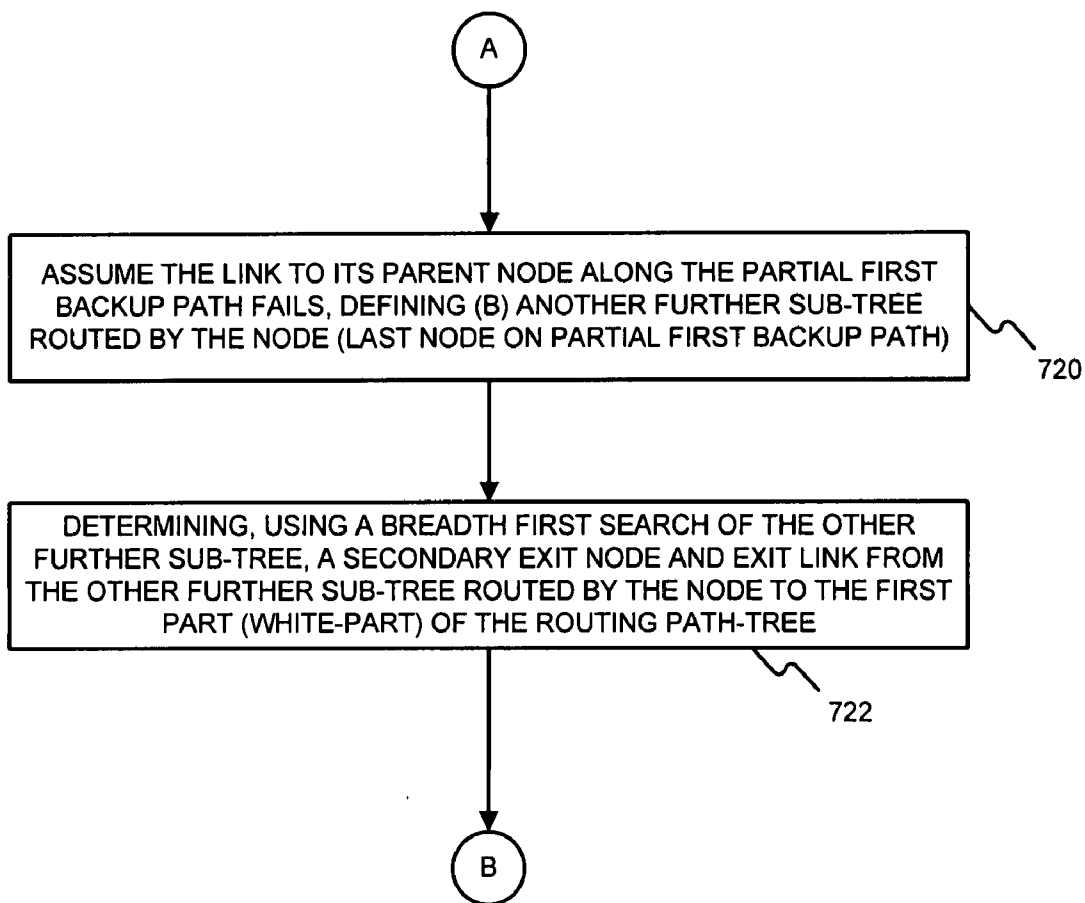 A
ASSUME THE LINK TO ITS PARENT NODE ALONG THE PARTIAL FIRST
BACKUP PATH FAILS, DEFINING (B) ANOTHER FURTHER SUB-TREE
ROUTED BY THE NODE (LAST NODE ON PARTIAL FIRST BACKUP PATH)
720
DETERMINING, USING A BREADTH FIRST SEARCH OF THE OTHER
FURTHER SUB-TREE, A SECONDARY EXIT NODE AND EXIT LINK FROM
THE OTHER FURTHER SUB-TREE ROUTED BY THE NODE TO THE FIRST
PART (WHITE-PART) OF THE ROUTING PATH-TREE
722
B